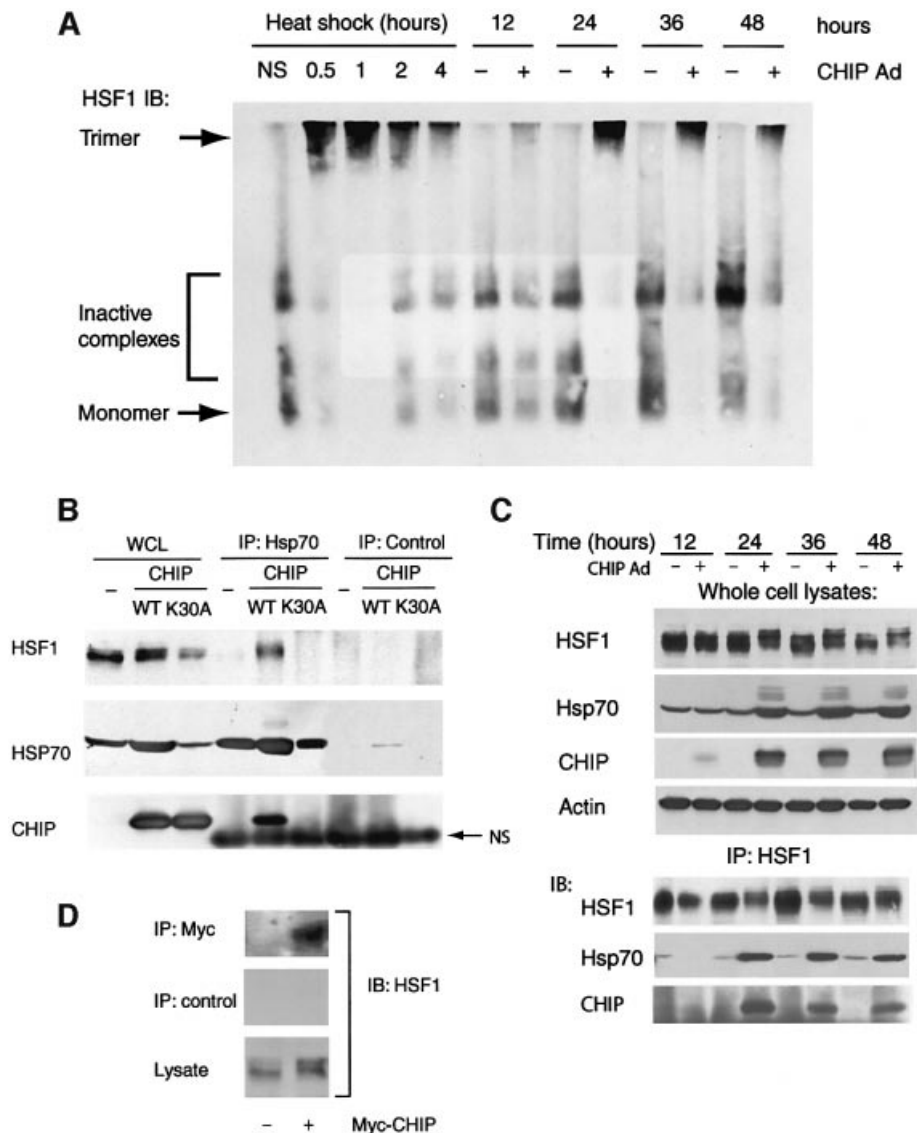 A
Heat shock (hours) 12 24 36 48 hours
NS 0.5 1 2 4 – + – + – + – + CHIP Ad
HSF1 IB:
Trimer
Inactive
complexes
Monomer
B
WCL IP: Hsp70 IP: Control
CHIP CHIP CHIP
– WT K30A – WT K30A – WT K30A
HSF1
HSP70
CHIP
NS
C
Time (hours) 12 24 36 48
CHIP Ad – + – + – + – +
Whole cell lysates:
HSF1
Hsp70
CHIP
Actin
IP: HSF1
IB:
HSF1
Hsp70
CHIP
D
IP: Myc
IP: control
Lysate
IB: HSF1
– + Myc-CHIP